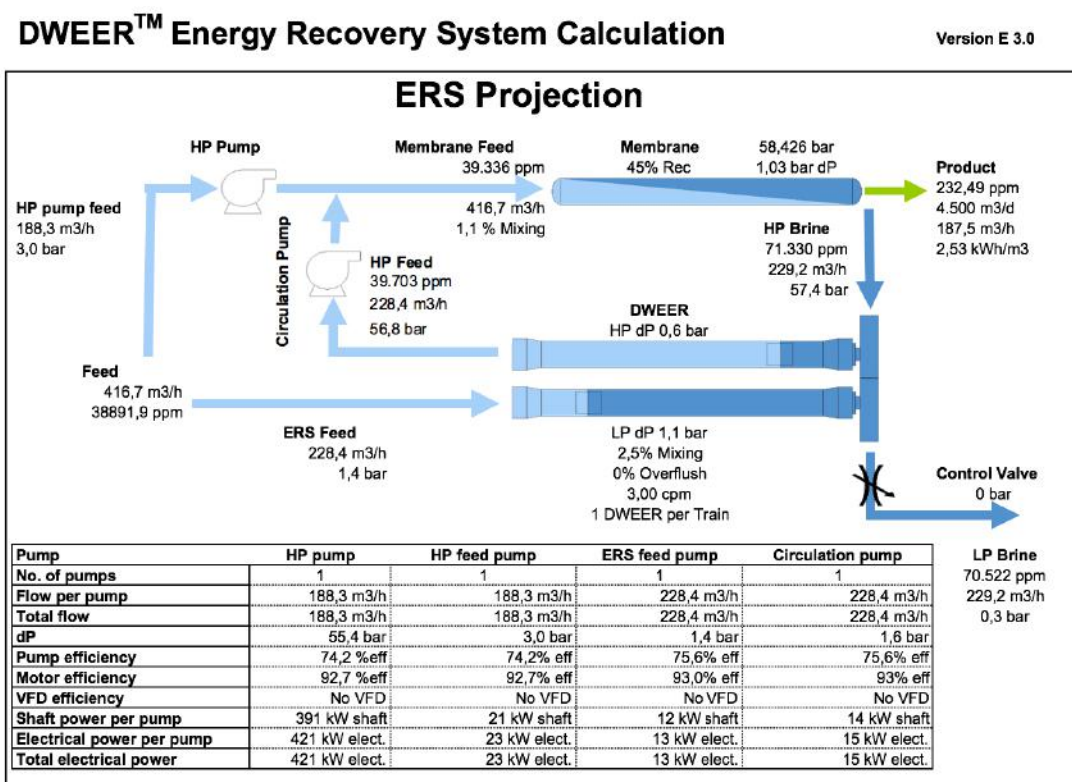 DWEER™ Energy Recovery System Calculation
Version E 3.0
ERS Projection
HP Pump
Membrane Feed
39.336 ppm
Membrane
45% Rec
58,426 bar
1,03 bar dP
Product
232,49 ppm
4.500 m3/d
187,5 m3/h
2,53 kWh/m3
HP pump feed
188,3 m3/h
3,0 bar
416,7 m3/h
1,1 % Mixing
Circulation Pump
HP Feed
39.703 ppm
228,4 m3/h
56,8 bar
HP Brine
71.330 ppm
229,2 m3/h
57,4 bar
DWEER
HP dP 0,6 bar
Feed
416,7 m3/h
38891,9 ppm
ERS Feed
228,4 m3/h
1,4 bar
LP dP 1,1 bar
2,5% Mixing
0% Overflush
3,00 cpm
1 DWEER per Train
Control Valve
0 bar
LP Brine
70.522 ppm
229,2 m3/h
0,3 bar
Pump HP pump HP feed pump ERS feed pump Circulation pump
No. of pumps 1 1 1 1
Flow per pump 188,3 m3/h 188,3 m3/h 228,4 m3/h 228,4 m3/h
Total flow 188,3 m3/h 188,3 m3/h 228,4 m3/h 228,4 m3/h
dP 55,4 bar 3,0 bar 1,4 bar 1,6 bar
Pump efficiency 74,2 %eff 74,2% eff 75,6% eff 75,6% eff
Motor efficiency 92,7 %eff 92,7% eff 93,0% eff 93% eff
VFD efficiency No VFD No VFD No VFD No VFD
Shaft power per pump 391 kW shaft 21 kW shaft 12 kW shaft 14 kW shaft
Electrical power per pump 421 kW elect. 23 kW elect. 13 kW elect. 15 kW elect.
Total electrical power 421 kW elect. 23 kW elect. 13 kW elect. 15 kW elect.